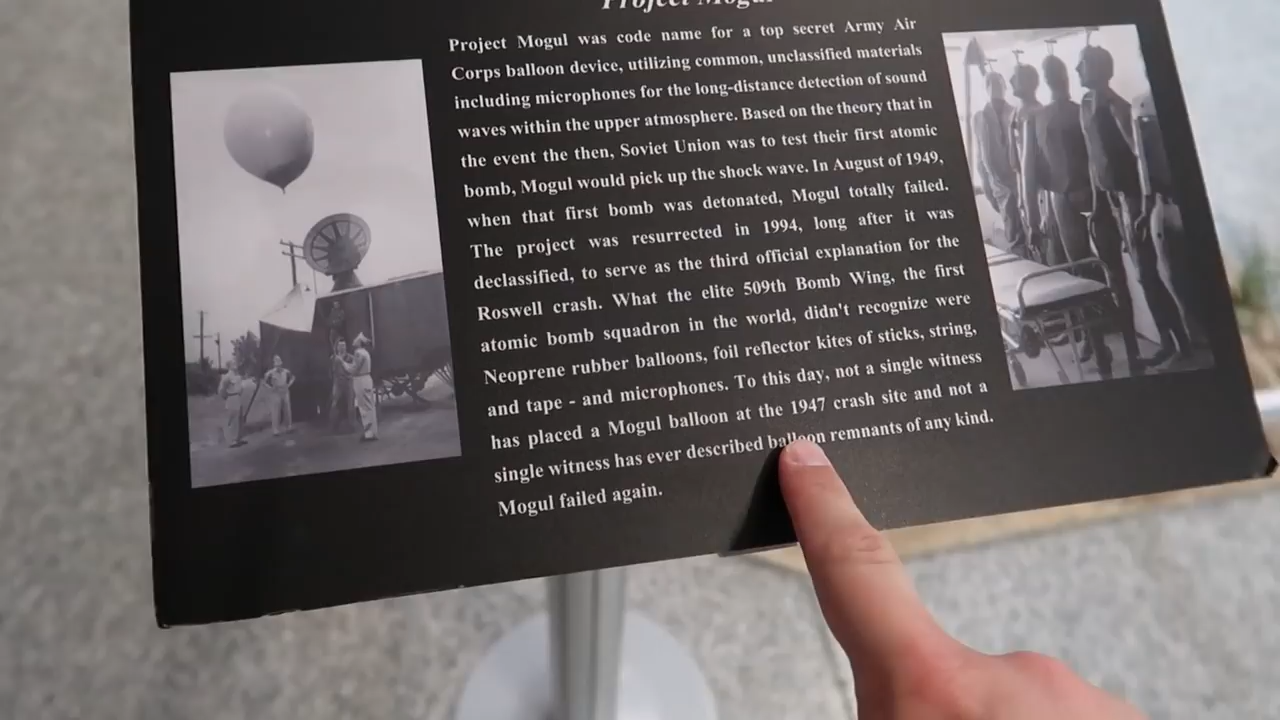 Project Mogul
Project Mogul was code name for a top secret Army Air
Corps balloon device, utilizing common, unclassified materials
including microphones for the long-distance detection of sound
waves within the upper atmosphere. Based on the theory that in
the event the then, Soviet Union was to test their first atomic
bomb, Mogul would pick up the shock wave. In August of 1949,
when that first bomb was detonated, Mogul totally failed.
The project was resurrected in 1994, long after it was
declassified, to serve as the third official explanation for the
Roswell crash. What the elite 509th Bomb Wing, the first
atomic bomb squadron in the world, didn't recognize were
Neoprene rubber balloons, foil reflector kites of sticks, string,
and tape - and microphones. To this day, not a single witness
has placed a Mogul balloon at the 1947 crash site and not a
single witness has ever described balloon remnants of any kind.
Mogul failed again.